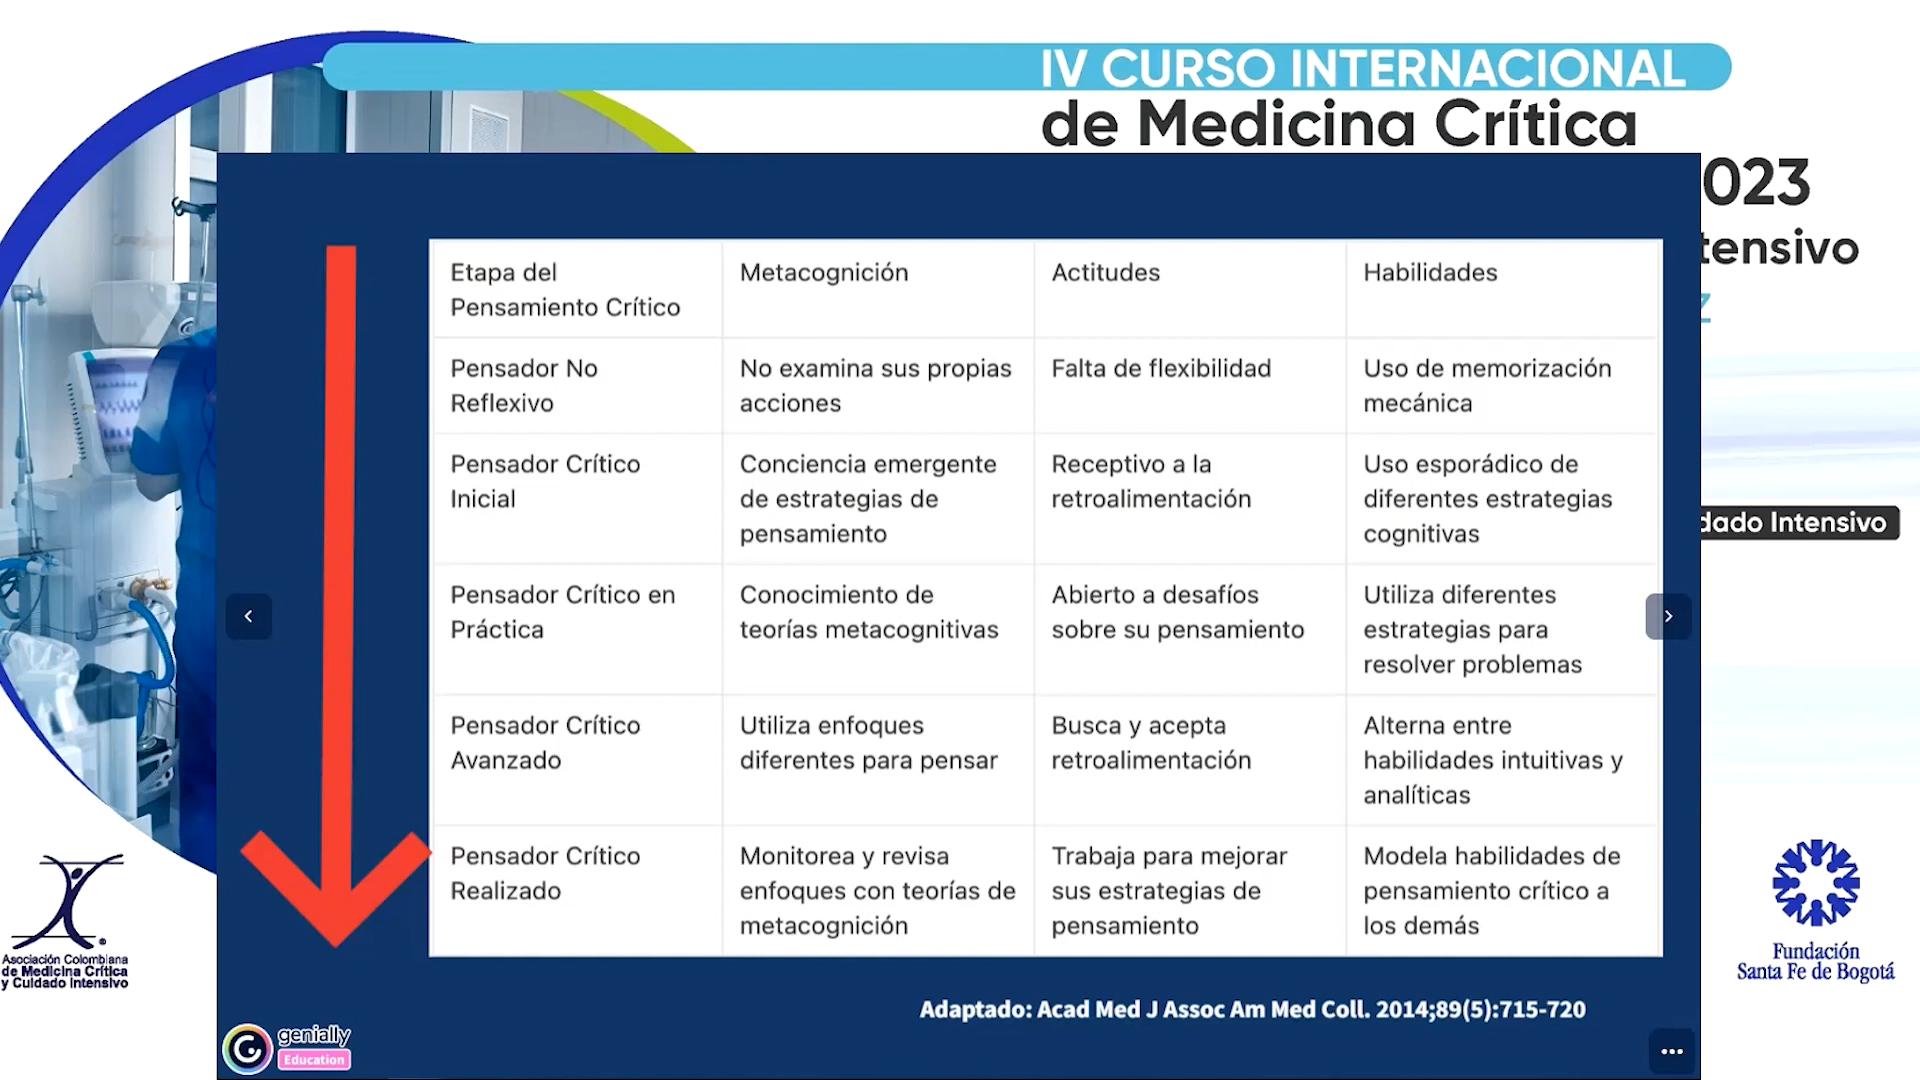 IV CURSO INTERNACIONAL
de Medicina Crítica
023
tensivo
dado Intensivo
Etapa del
Pensamiento Crítico
Metacognición
Actitudes
Habilidades
Pensador No
Reflexivo
No examina sus propias
acciones
Falta de flexibilidad
Uso de memorización
mecánica
Pensador Crítico
Inicial
Conciencia emergente
de estrategias de
pensamiento
Receptivo a la
retroalimentación
Uso esporádico de
diferentes estrategias
cognitivas
Pensador Crítico en
Práctica
Conocimiento de
teorías metacognitivas
Abierto a desafíos
sobre su pensamiento
Utiliza diferentes
estrategias para
resolver problemas
Pensador Crítico
Avanzado
Utiliza enfoques
diferentes para pensar
Busca y acepta
retroalimentación
Alterna entre
habilidades intuitivas y
analíticas
Pensador Crítico
Realizado
Monitorea y revisa
enfoques con teorías de
metacognición
Trabaja para mejorar
sus estrategias de
pensamiento
Modela habilidades de
pensamiento crítico a
los demás
Adaptado: Acad Med J Assoc Am Med Coll. 2014;89(5):715-720
genially
Education
Asociación Colombiana
de Medicina Crítica
y Cuidado Intensivo
Fundación
Santa Fe de Bogotá